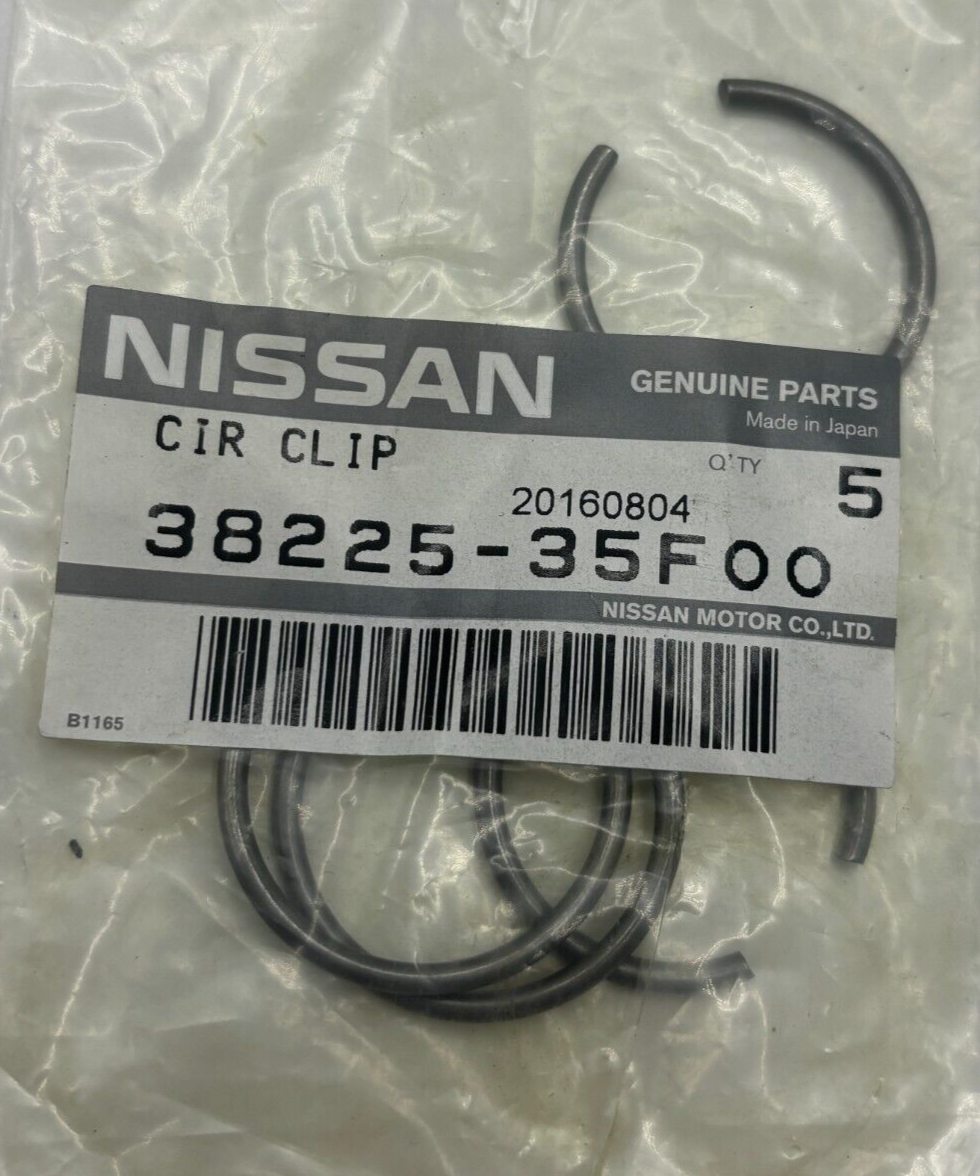 NISSAN
GENUINE PARTS
Made in Japan
CIR CLIP
Q'TY
5
20160804
38225-35F00
NISSAN MOTOR CO.,LTD.
B1165